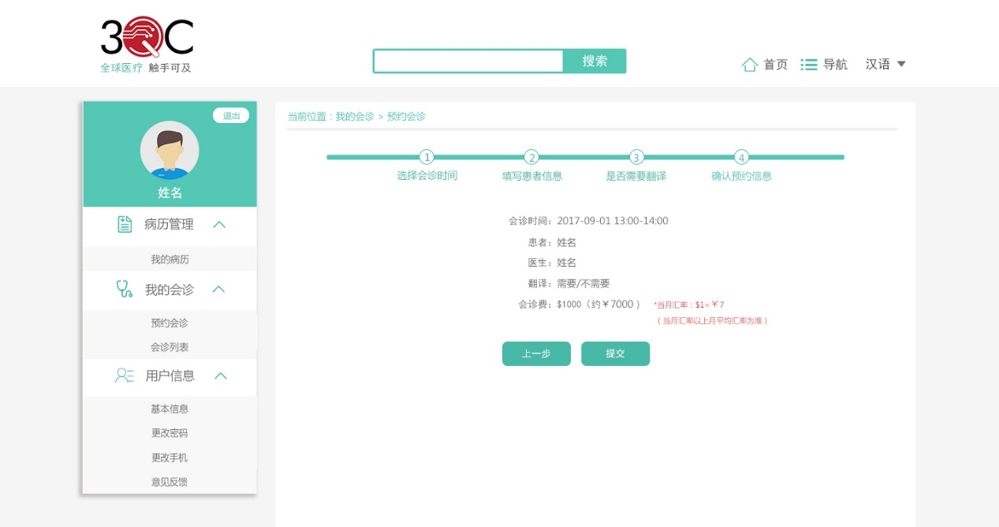 3QC
全球医疗 触手可及
搜索
首页 导航 汉语
退出
姓名
病历管理
我的病历
我的会诊
预约会诊
会诊列表
用户信息
基本信息
更改密码
更改手机
意见反馈
当前位置：我的会诊 > 预约会诊
1 2 3 4
选择会诊时间 填写患者信息 是否需要翻译 确认预约信息
会诊时间：2017-09-01 13:00-14:00
患者：姓名
医生：姓名
翻译：需要/不需要
会诊费：$1000（约￥7000 ） *当月汇率：$1=￥7
（当月汇率以上月平均汇率为准）
上一步 提交